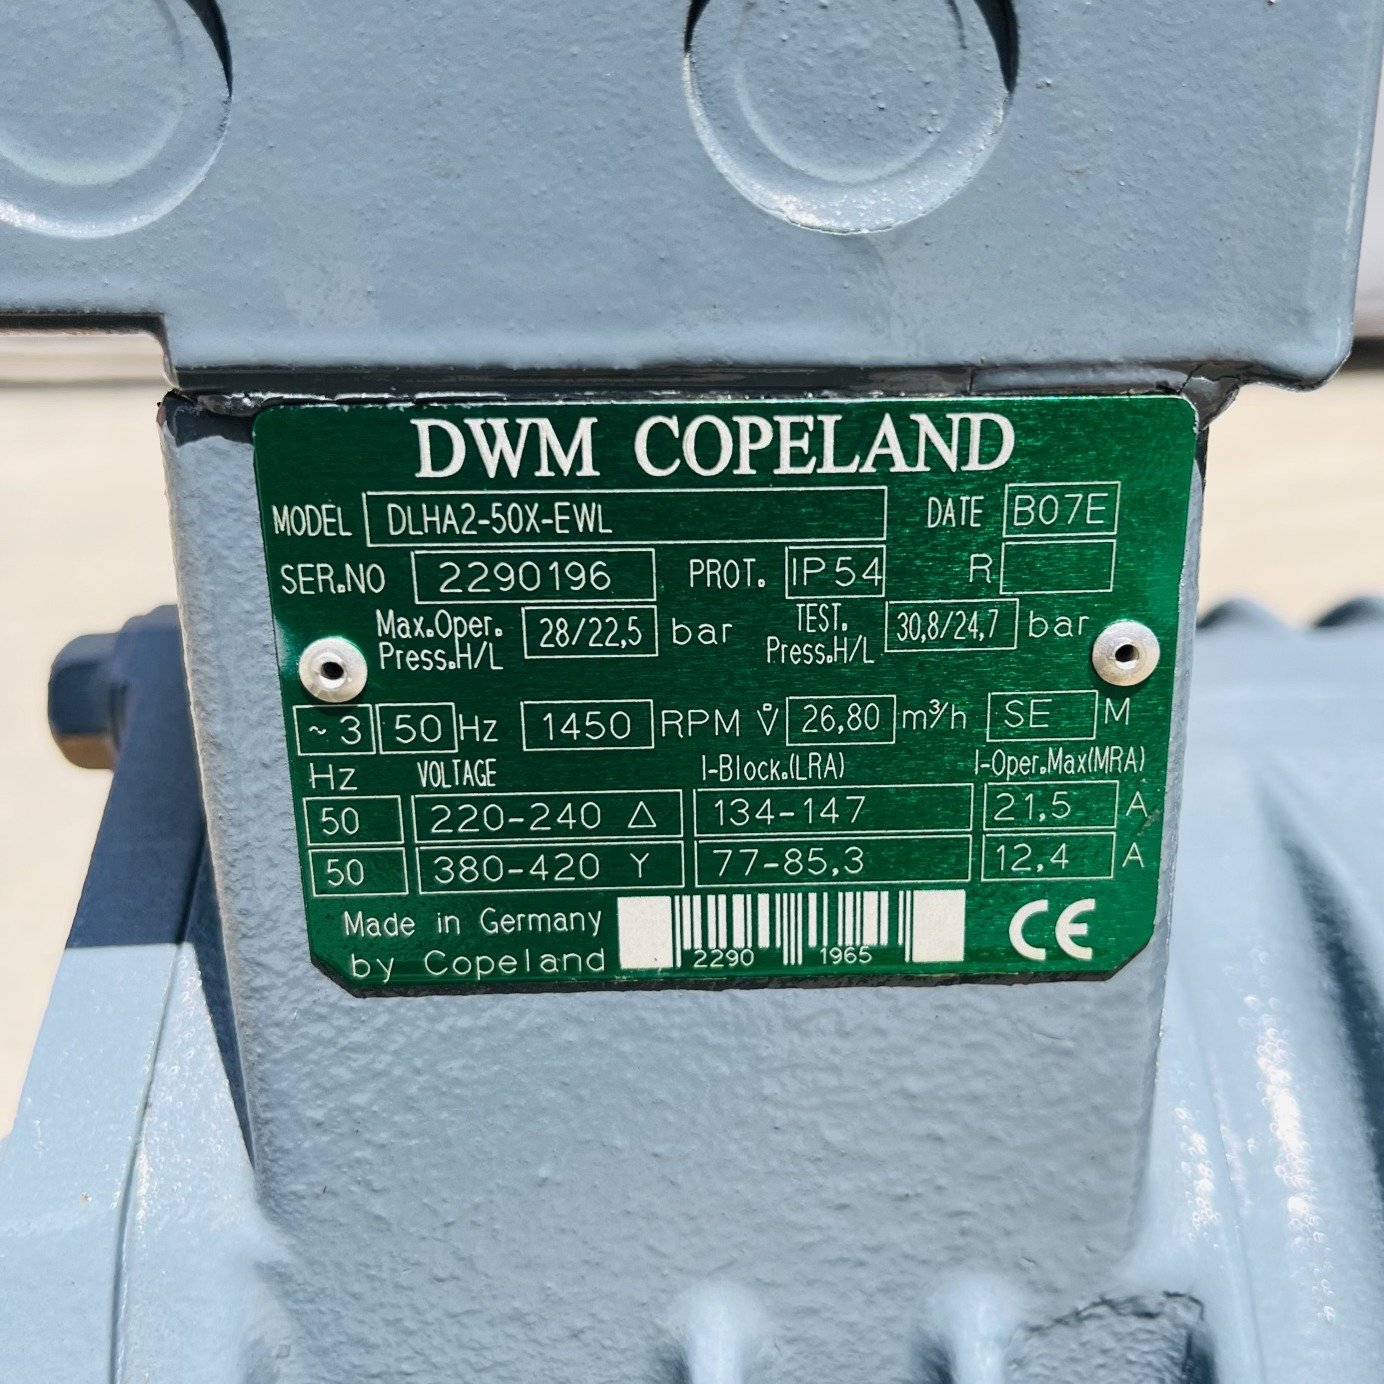 DWM COPELAND
MODEL DLHA2-50X-EWL DATE B07E
SER.NO 2290196 PROT. IP54 R
Max.Oper. Press.H/L 28/22,5 bar TEST. Press.H/L 30,8/24,7 bar
~3 50 Hz 1450 RPM V̊ 26,80 m³/h SE M
Hz VOLTAGE I-Block.(LRA) I-Oper.Max(MRA)
50 220-240 △ 134-147 21,5 A
50 380-420 Y 77-85,3 12,4 A
Made in Germany
by Copeland 2290 1965 CE